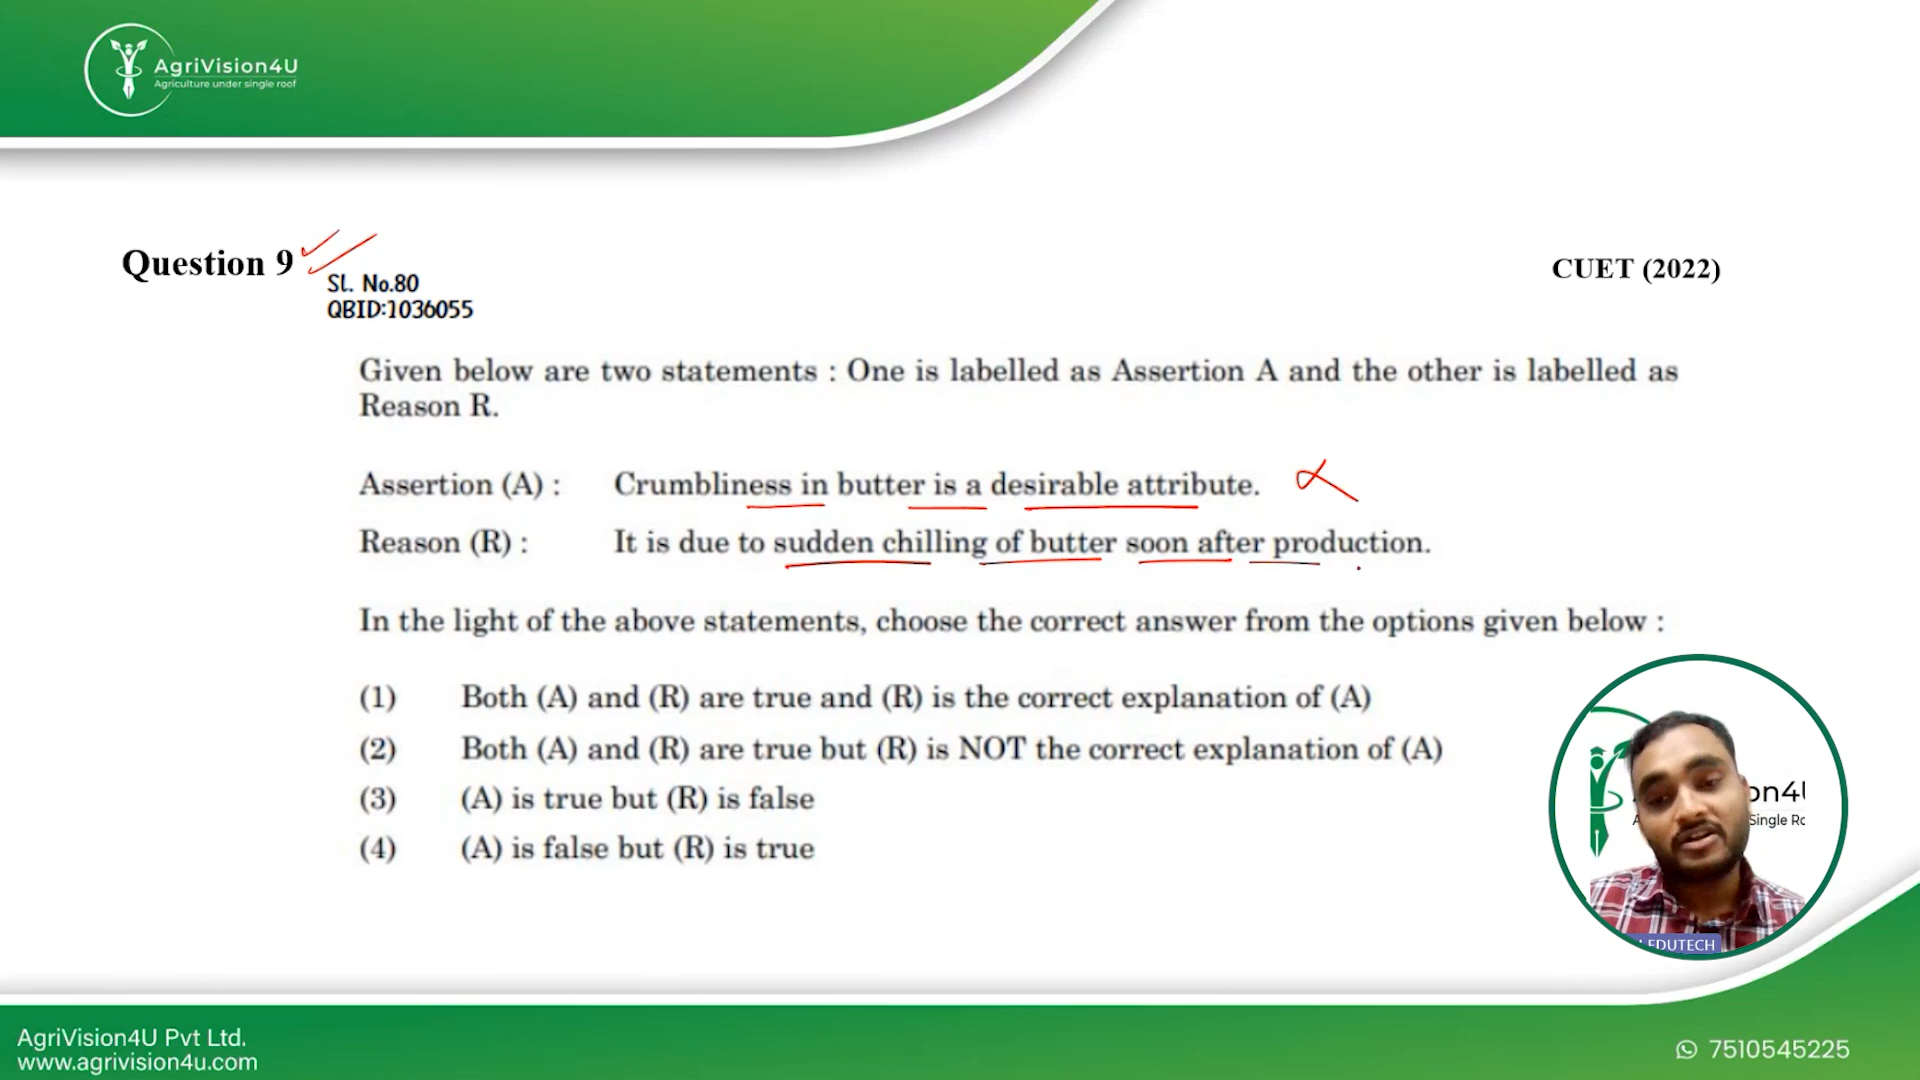 AgriVision4U
Agriculture under single roof
Question 9
CUET (2022)
Sl. No.80
QBID:1036055
Given below are two statements : One is labelled as Assertion A and the other is labelled as
Reason R.
Assertion (A) : Crumbliness in butter is a desirable attribute.
Reason (R) : It is due to sudden chilling of butter soon after production.
In the light of the above statements, choose the correct answer from the options given below :
(1) Both (A) and (R) are true and (R) is the correct explanation of (A)
(2) Both (A) and (R) are true but (R) is NOT the correct explanation of (A)
(3) (A) is true but (R) is false
(4) (A) is false but (R) is true
on4U
Single Ro
EDUTECH
AgriVision4U Pvt Ltd.
www.agrivision4u.com
7510545225